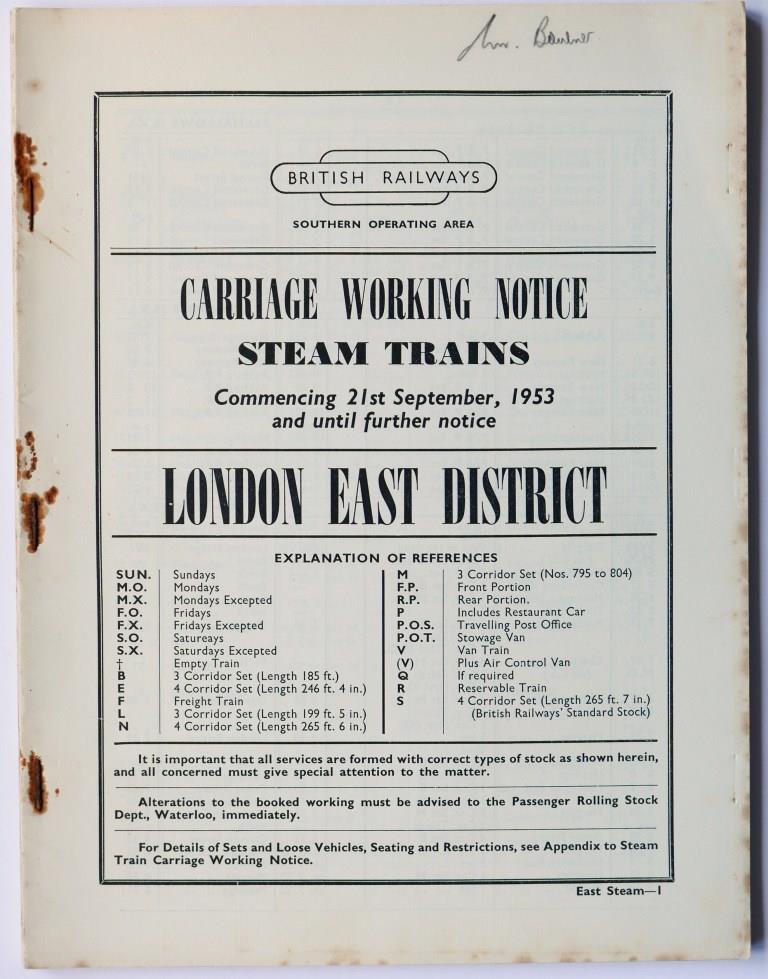 BRITISH RAILWAYS
SOUTHERN OPERATING AREA
CARRIAGE WORKING NOTICE
STEAM TRAINS
Commencing 21st September, 1953
and until further notice
LONDON EAST DISTRICT
EXPLANATION OF REFERENCES
SUN. Sundays
M.O. Mondays
M.X. Mondays Excepted
F.O. Fridays
F.X. Fridays Excepted
S.O. Satureays
S.X. Saturdays Excepted
† Empty Train
B 3 Corridor Set (Length 185 ft.)
E 4 Corridor Set (Length 246 ft. 4 in.)
F Freight Train
L 3 Corridor Set (Length 199 ft. 5 in.)
N 4 Corridor Set (Length 265 ft. 6 in.)
M 3 Corridor Set (Nos. 795 to 804)
F.P. Front Portion
R.P. Rear Portion.
P Includes Restaurant Car
P.O.S. Travelling Post Office
P.O.T. Stowage Van
V Van Train
(V) Plus Air Control Van
Q If required
R Reservable Train
S 4 Corridor Set (Length 265 ft. 7 in.)
(British Railways' Standard Stock)
It is important that all services are formed with correct types of stock as shown herein,
and all concerned must give special attention to the matter.
Alterations to the booked working must be advised to the Passenger Rolling Stock
Dept., Waterloo, immediately.
For Details of Sets and Loose Vehicles, Seating and Restrictions, see Appendix to Steam
Train Carriage Working Notice.
East Steam—1